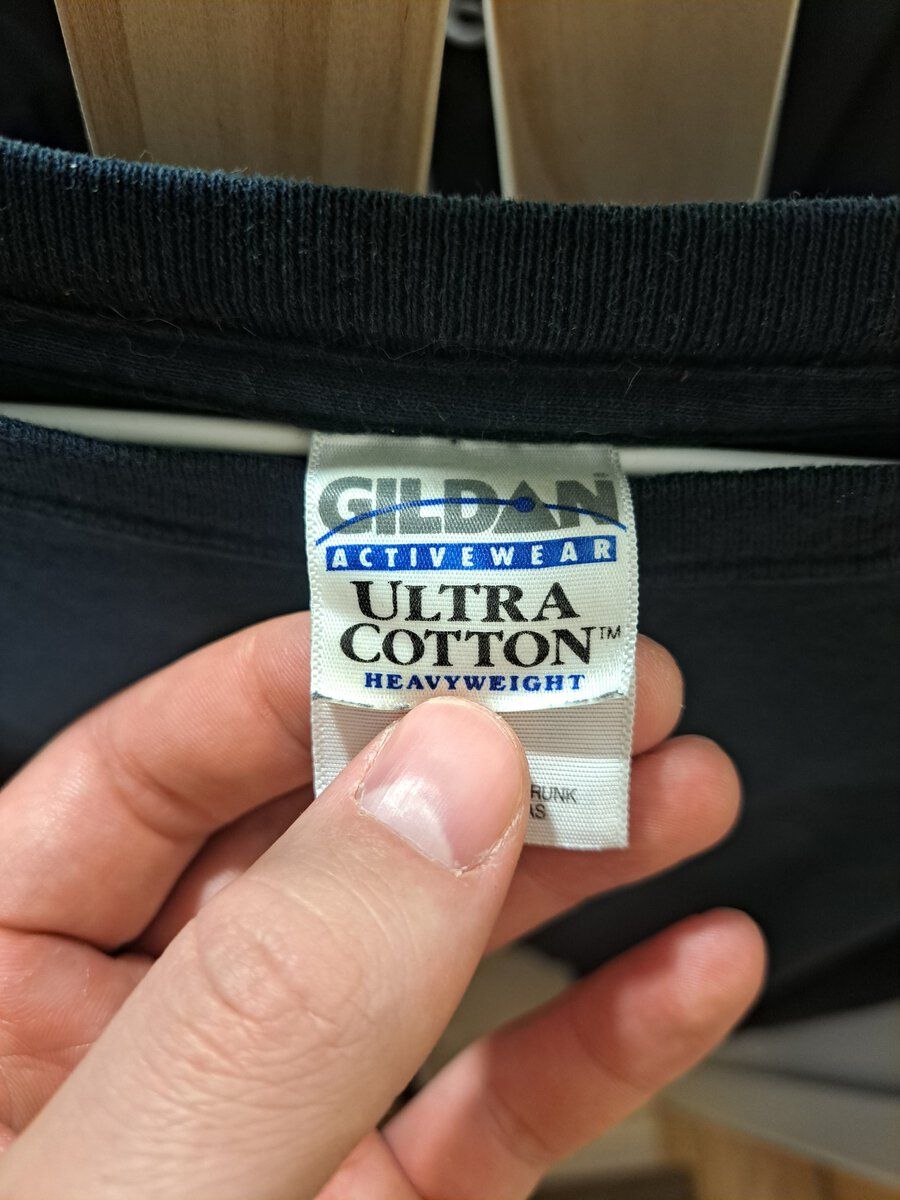 GILDAN
ACTIVEWEAR
ULTRA
COTTON™
HEAVYWEIGHT